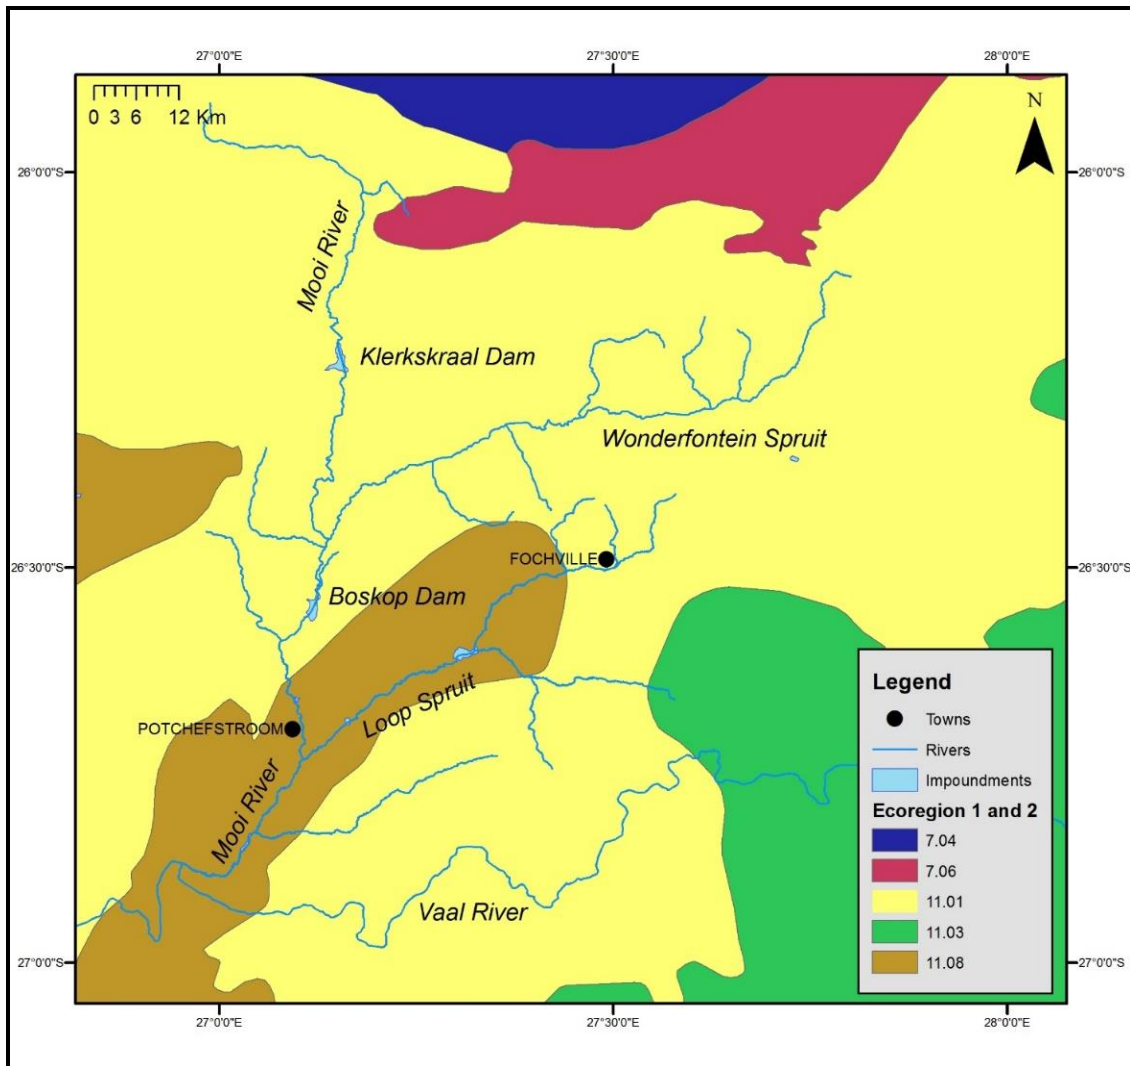 27°0'0"E
27°30'0"E
28°0'0"E
0 3 6 12 Km
N
26°0'0"S
26°0'0"S
Mooi River
Klerkskraal Dam
Wonderfontein Spruit
FOCHVILLE
26°30'0"S
26°30'0"S
Boskop Dam
Loop Spruit
POTCHEFSTROOM
Mooi River
Vaal River
Legend
Towns
Rivers
Impoundments
Ecoregion 1 and 2
7.04
7.06
11.01
11.03
11.08
27°0'0"S
27°0'0"S
27°0'0"E
27°30'0"E
28°0'0"E